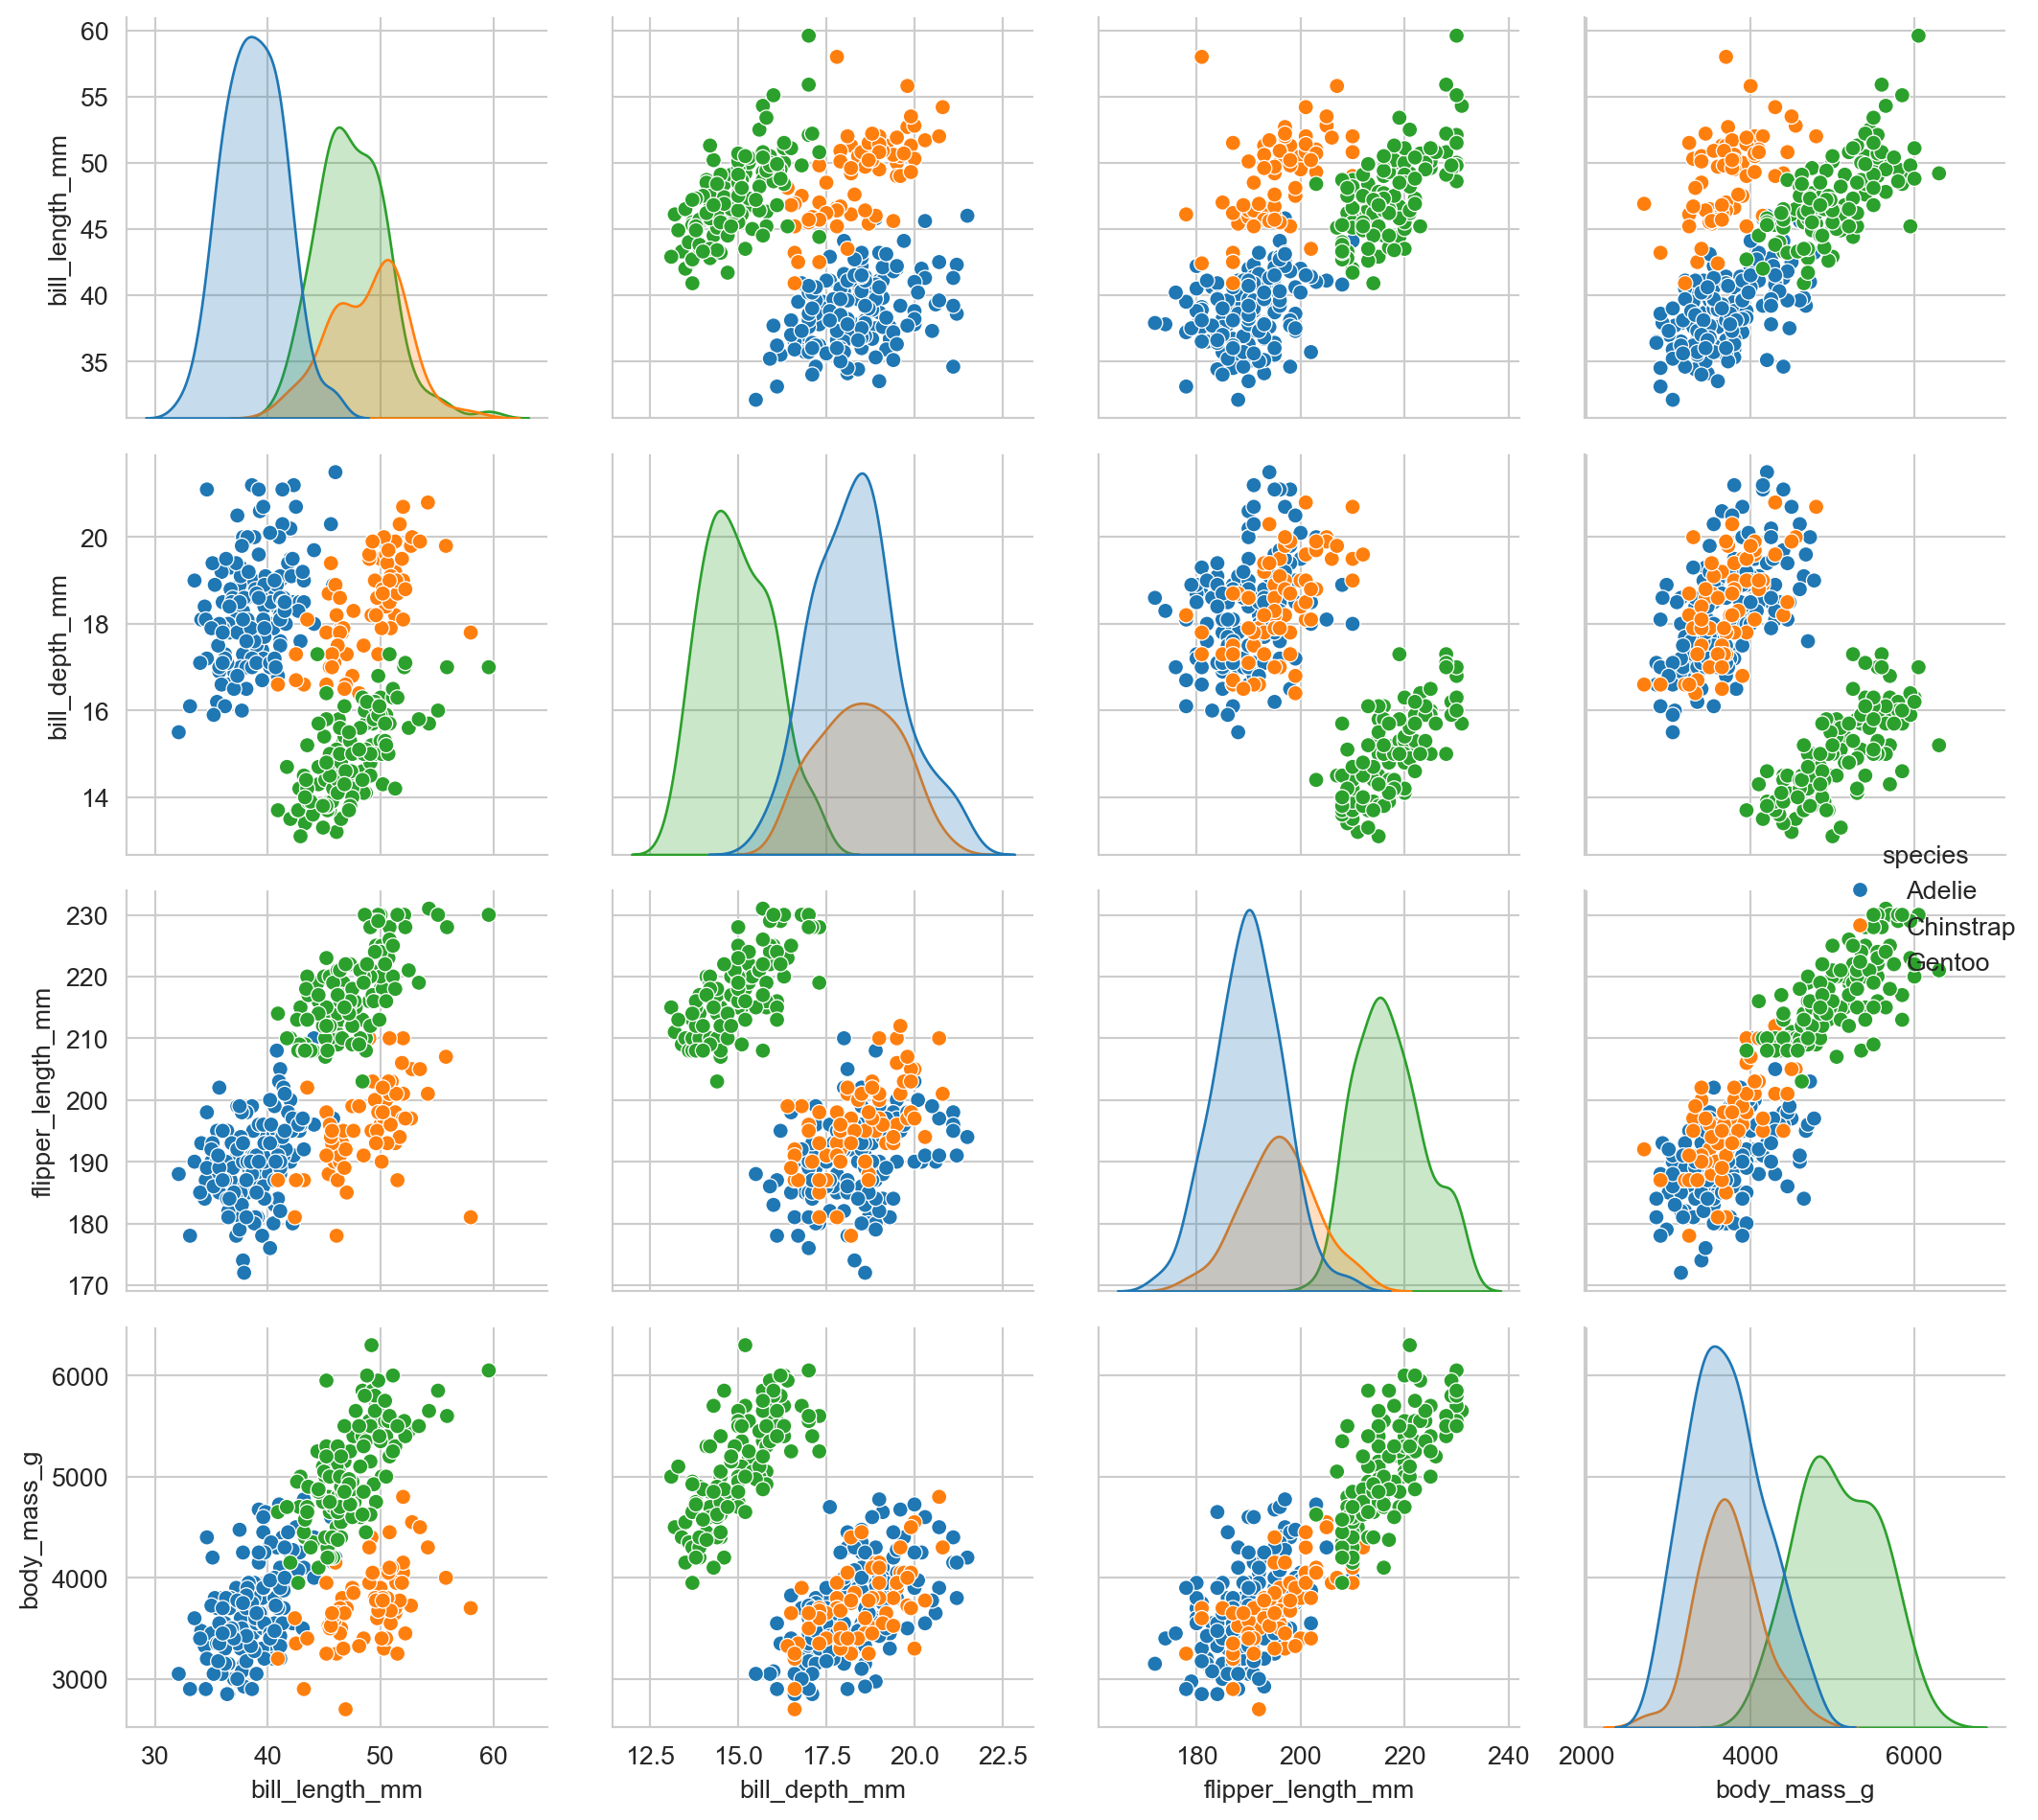 60
55
50
45
40
35
bill_length_mm
20
18
16
14
bill_depth_mm
species
Adelie
Chinstrap
Gentoo
230
220
210
200
190
180
170
flipper_length_mm
6000
5000
4000
3000
body_mass_g
30 40 50 60
12.5 15.0 17.5 20.0 22.5
180 200 220 240
2000 4000 6000
bill_length_mm
bill_depth_mm
flipper_length_mm
body_mass_g